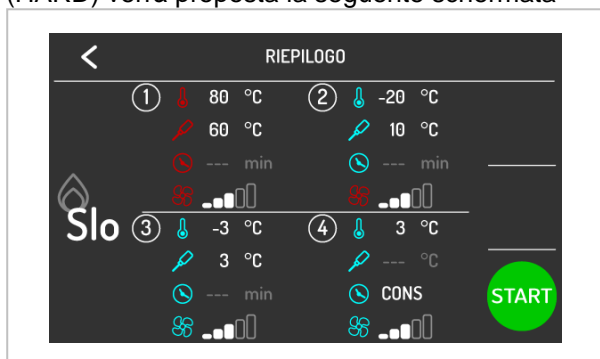 (HARD) verrà proposta la seguente schermata
RIEPILOGO
1 80 °C 2 -20 °C
60 °C 10 °C
--- min --- min
Slo 3 -3 °C 4 3 °C
3 °C --- °C
--- min CONS START